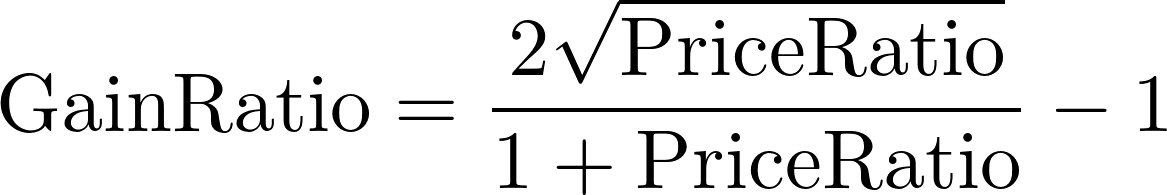 GainRatio = 2√PriceRatio / 1 + PriceRatio − 1